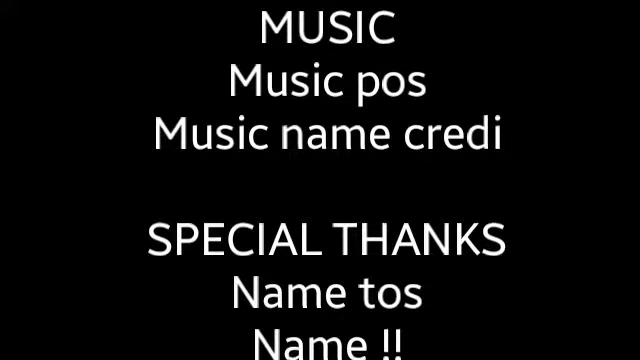 MUSIC
Music pos
Music name credi
SPECIAL THANKS
Name tos
Name !!